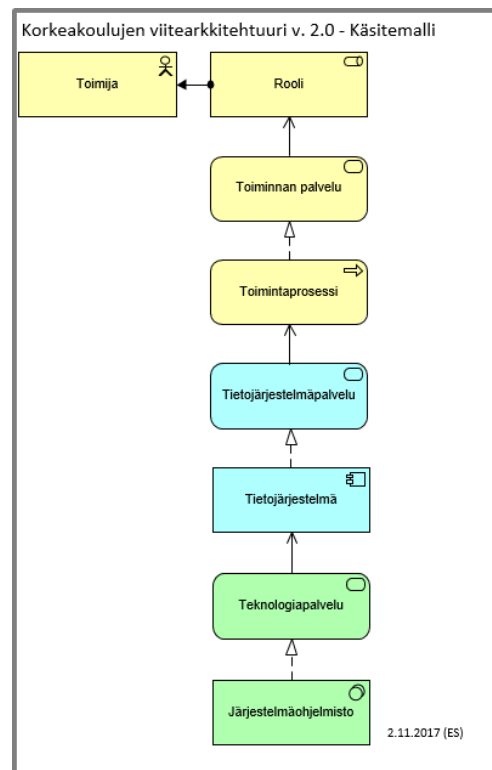 Korkeakoulujen viitearkkitehtuuri v. 2.0 - Käsitemalli
Toimija
Rooli
Toiminnan palvelu
Toimintaprosessi
Tietojärjestelmäpalvelu
Tietojärjestelmä
Teknologiapalvelu
Järjestelmäohjelmisto
2.11.2017 (ES)